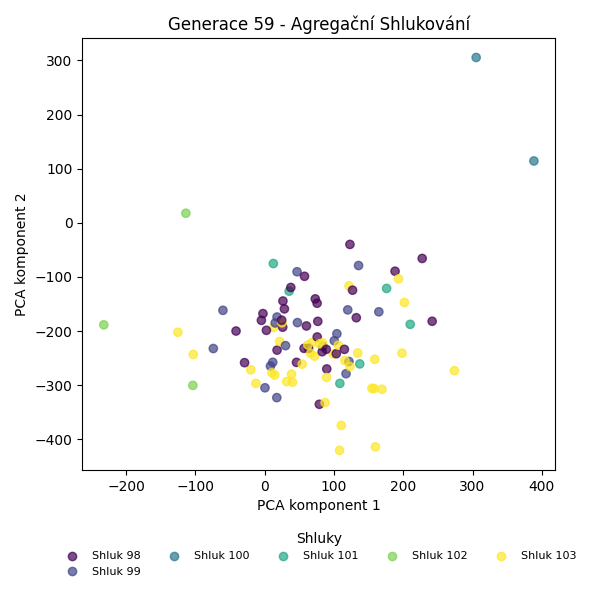 Generace 59 - Agregační Shlukování
PCA komponent 2
300
200
100
0
−100
−200
−300
−400
−200
−100
0
100
200
300
400
PCA komponent 1
Shluky
Shluk 98
Shluk 100
Shluk 101
Shluk 102
Shluk 103
Shluk 99